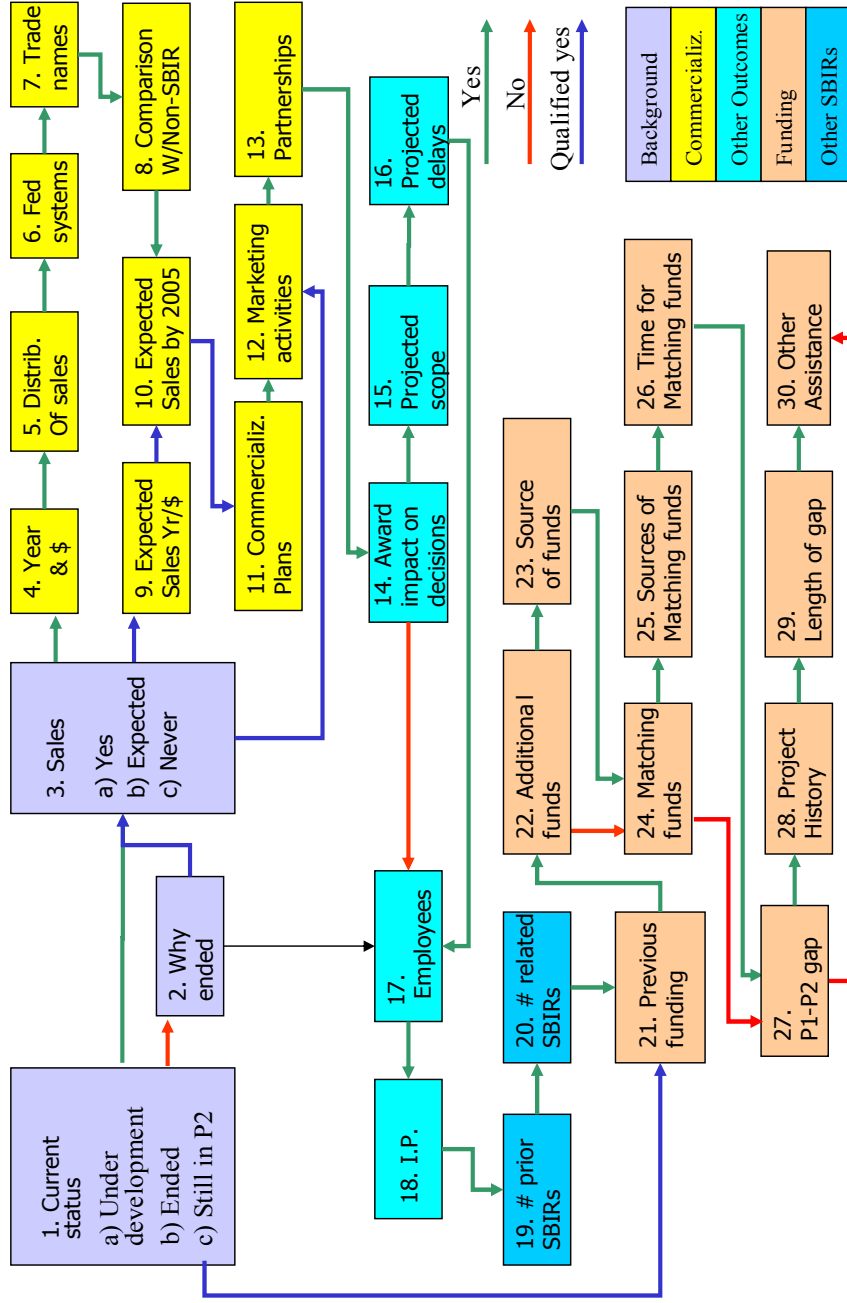 1. Current
status
a) Under
development
b) Ended
c) Still in P2
2. Why
ended
3. Sales
a) Yes
b) Expected
c) Never
4. Year
& $
5. Distrib.
Of sales
6. Fed
systems
7. Trade
names
8. Comparison
W/Non-SBIR
9. Expected
Sales Yr/$
10. Expected
Sales by 2005
11. Commercializ.
Plans
12. Marketing
activities
13.
Partnerships
14. Award
impact on
decisions
15.
Projected
scope
16.
Projected
delays
17.
Employees
18. I.P.
19. # prior
SBIRs
20. # related
SBIRs
21. Previous
funding
22. Additional
funds
23. Source
of funds
24. Matching
funds
25. Sources of
Matching funds
26. Time for
Matching funds
27.
P1-P2 gap
28. Project
History
29.
Length of gap
30. Other
Assistance
Yes
No
Qualified yes
Background
Commercializ.
Other Outcomes
Funding
Other SBIRs